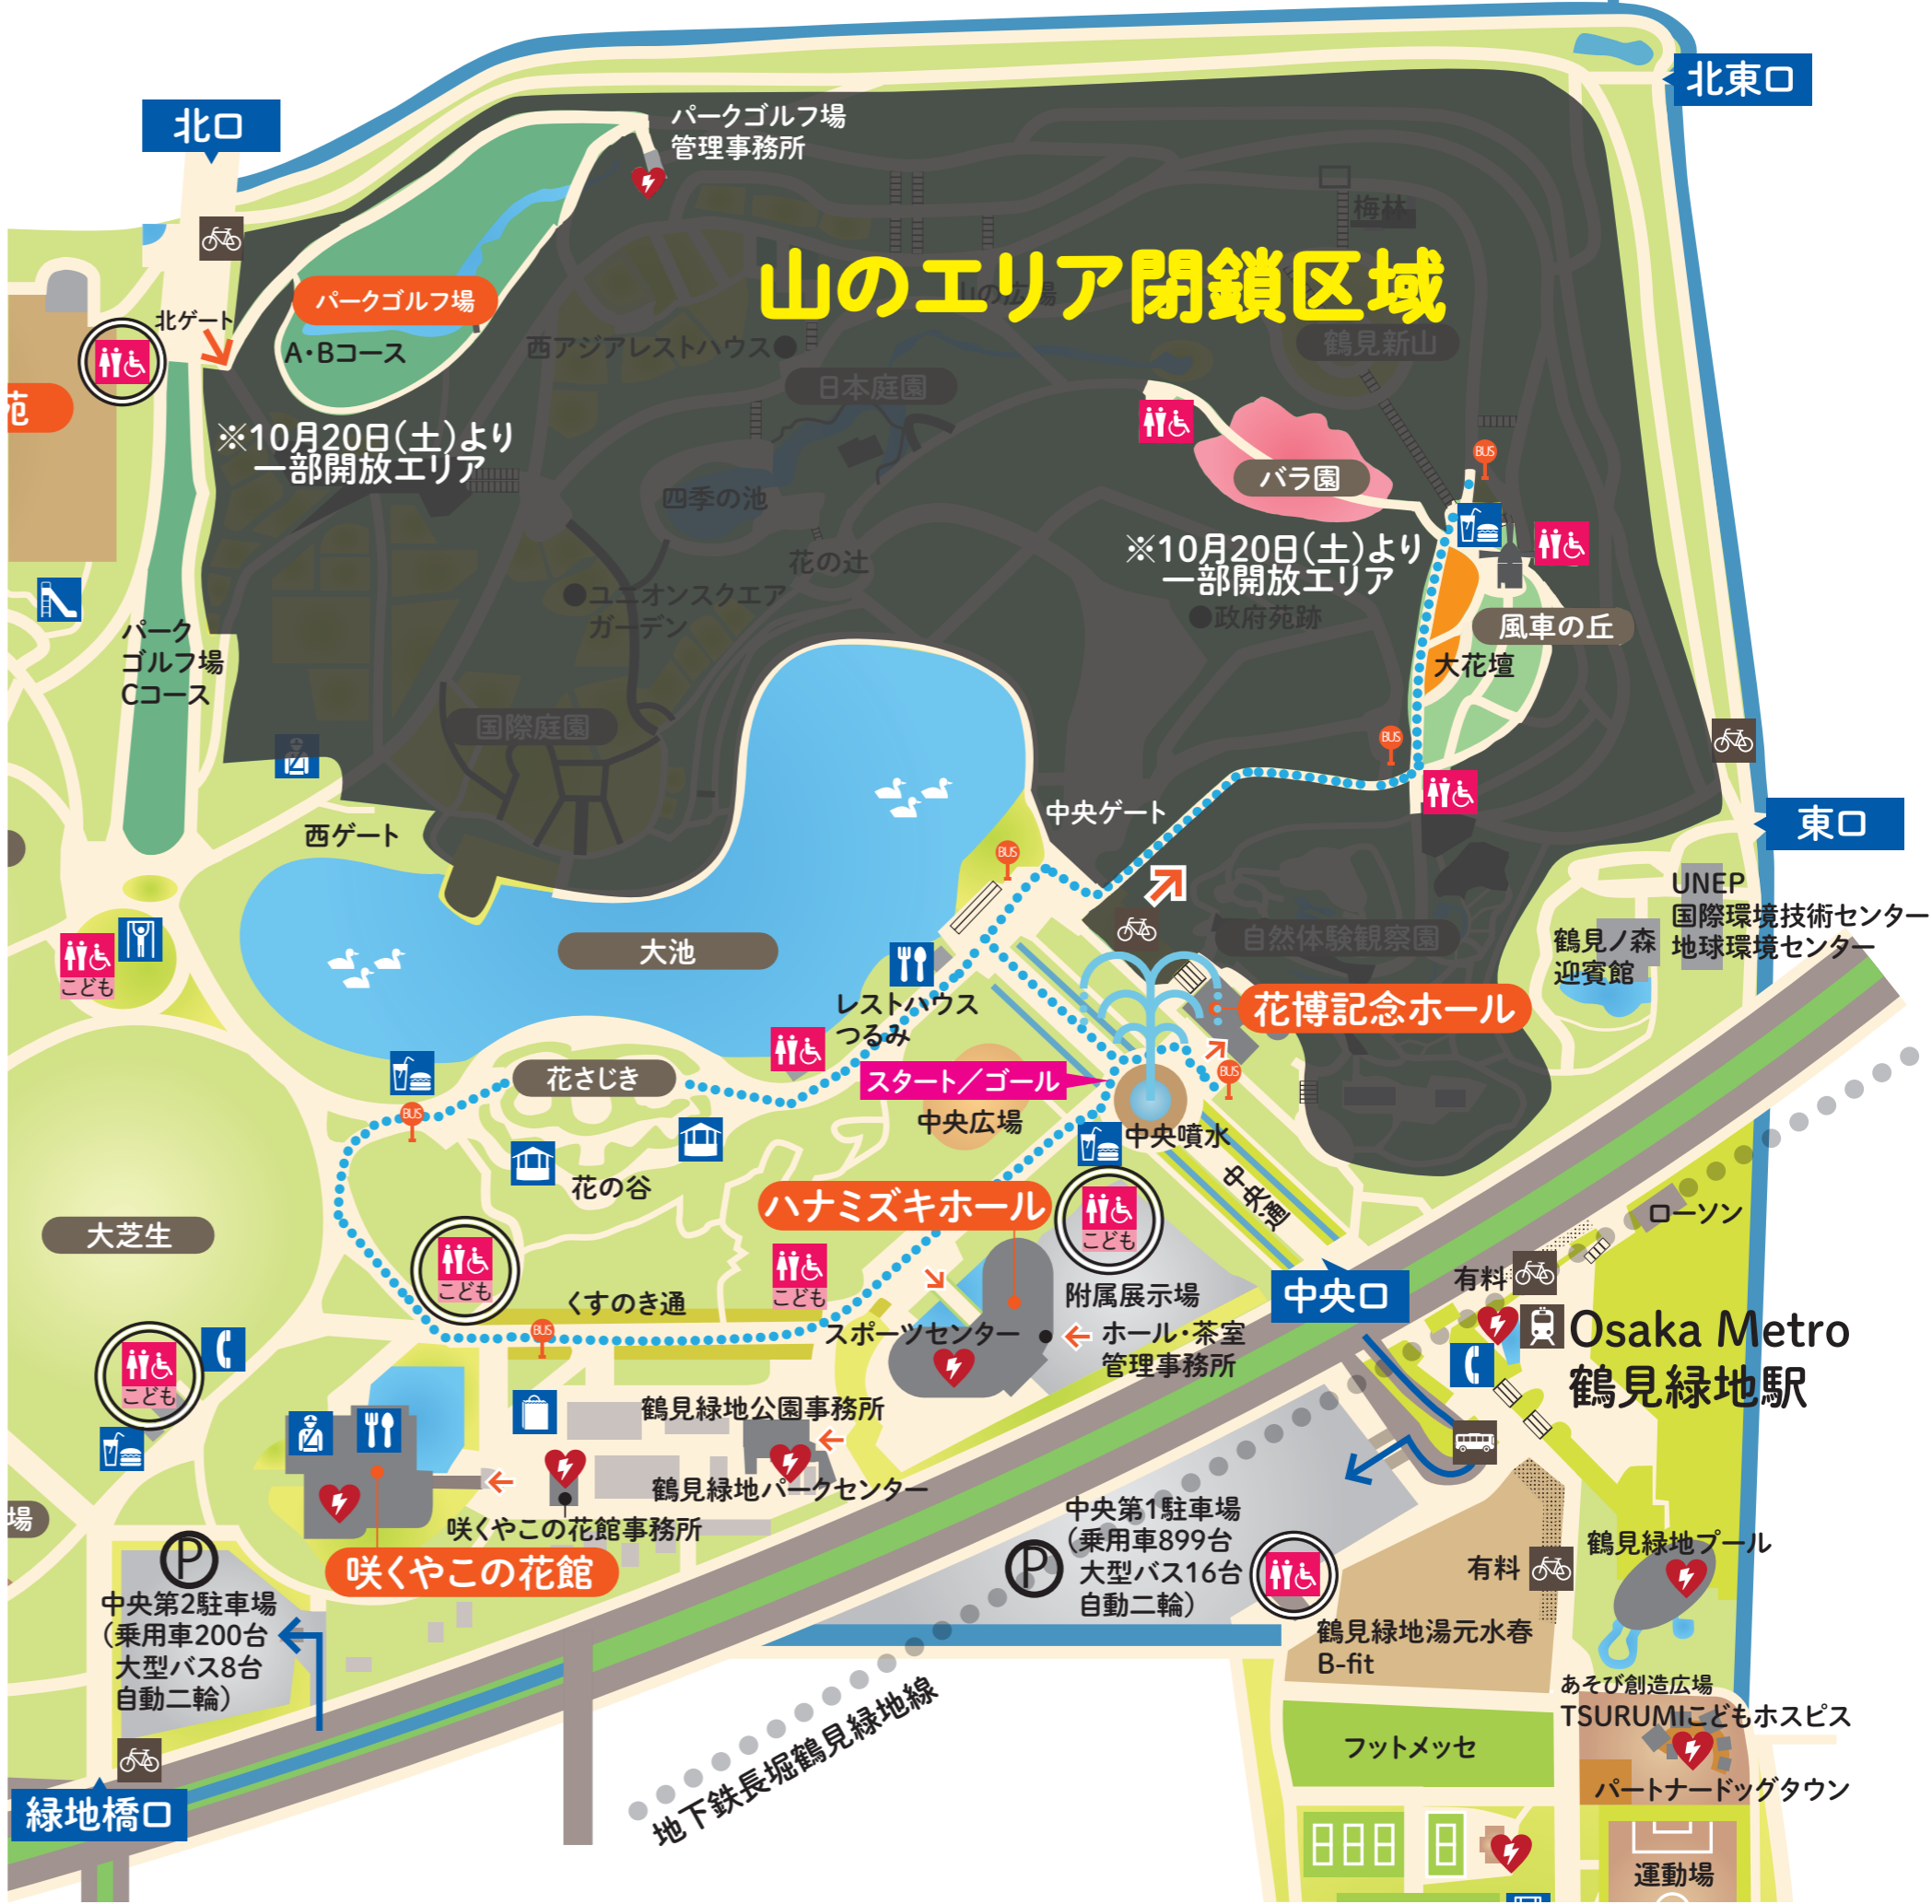 北東口
北口
パークゴルフ場
管理事務所
梅林
山のエリア閉鎖区域
山の広場
パークゴルフ場
北ゲート
A・Bコース
西アジアレストハウス
鶴見新山
日本庭園
苑
※10月20日(土)より
一部開放エリア
バラ園
BUS
四季の池
※10月20日(土)より
一部開放エリア
花の辻
ユニオンスクエア
ガーデン
政府苑跡
風車の丘
大花壇
パーク
ゴルフ場
Cコース
国際庭園
BUS
中央ゲート
西ゲート
東口
BUS
UNEP
国際環境技術センター
地球環境センター
鶴見ノ森
迎賓館
自然体験観察園
大池
こども
レストハウス
つるみ
花博記念ホール
花さじき
スタート／ゴール
BUS
BUS
中央広場
中央噴水
花の谷
中央通
ハナミズキホール
こども
ローソン
大芝生
こども
こども
くすのき通
BUS
附属展示場
中央口
有料
スポーツセンター
ホール・茶室
管理事務所
Osaka Metro
鶴見緑地駅
こども
鶴見緑地公園事務所
鶴見緑地パークセンター
場
咲くやこの花館事務所
咲くやこの花館
P
中央第1駐車場
（乗用車899台
大型バス16台
自動二輪）
有料
鶴見緑地プール
P
中央第2駐車場
（乗用車200台
大型バス8台
自動二輪）
鶴見緑地湯元水春
B-fit
あそび創造広場
TSURUMIこどもホスピス
地下鉄長堀鶴見緑地線
フットメッセ
パートナードッグタウン
緑地橋口
運動場